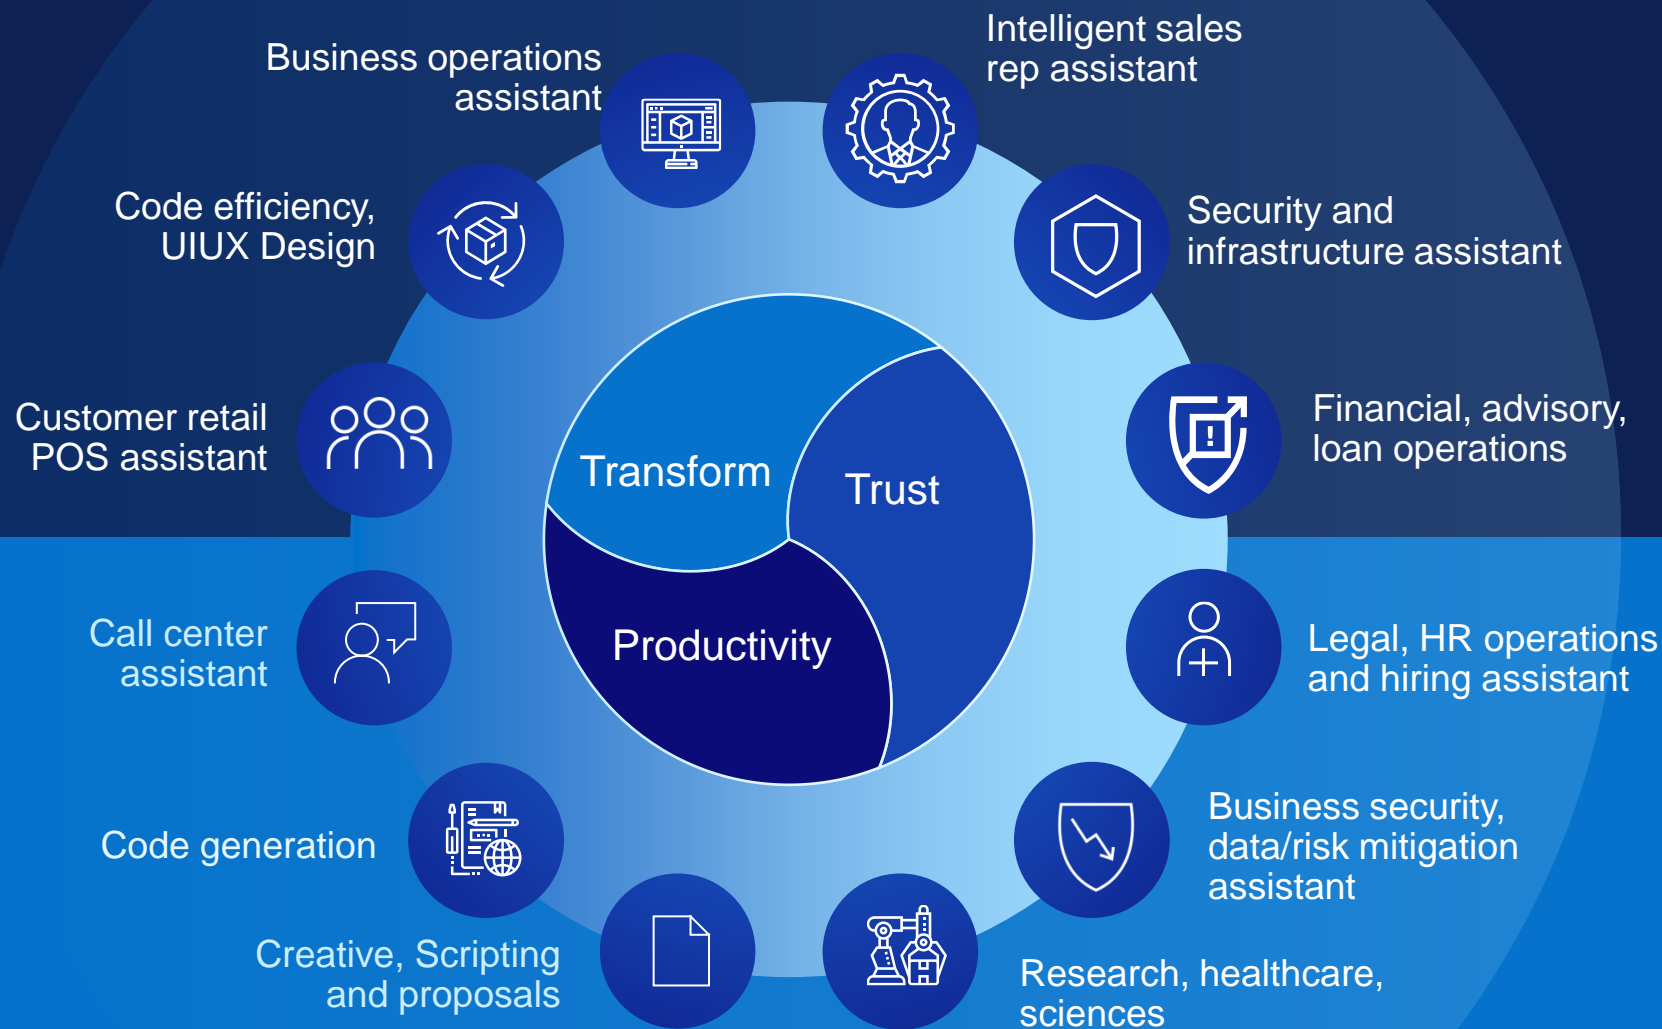 Intelligent sales
rep assistant
Business operations
assistant
Code efficiency,
UIUX Design
Security and
infrastructure assistant
Customer retail
POS assistant
Financial, advisory,
loan operations
Transform
Trust
Productivity
Call center
assistant
Legal, HR operations
and hiring assistant
Code generation
Business security,
data/risk mitigation
assistant
Creative, Scripting
and proposals
Research, healthcare,
sciences